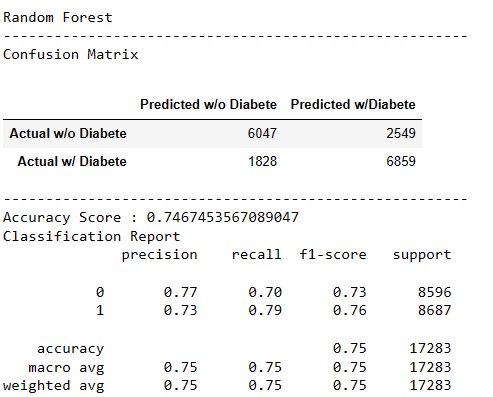 Random Forest
----------------------------------------------------------
Confusion Matrix
Predicted w/o Diabete Predicted w/Diabete
Actual w/o Diabete 6047 2549
Actual w/ Diabete 1828 6859
----------------------------------------------------------
Accuracy Score : 0.7467453567089047
Classification Report
precision recall f1-score support
0 0.77 0.70 0.73 8596
1 0.73 0.79 0.76 8687
accuracy 0.75 17283
macro avg 0.75 0.75 0.75 17283
weighted avg 0.75 0.75 0.75 17283